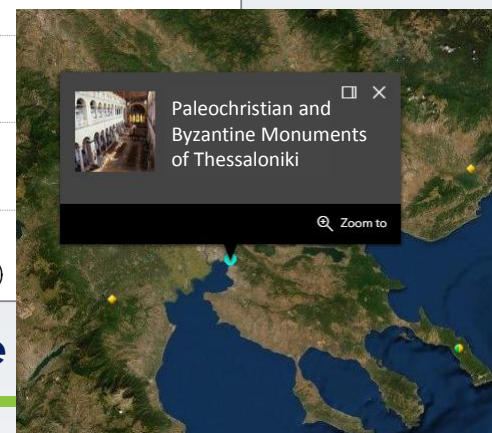 Paleochristian and
Byzantine Monuments
of Thessaloniki
Zoom to
)
e